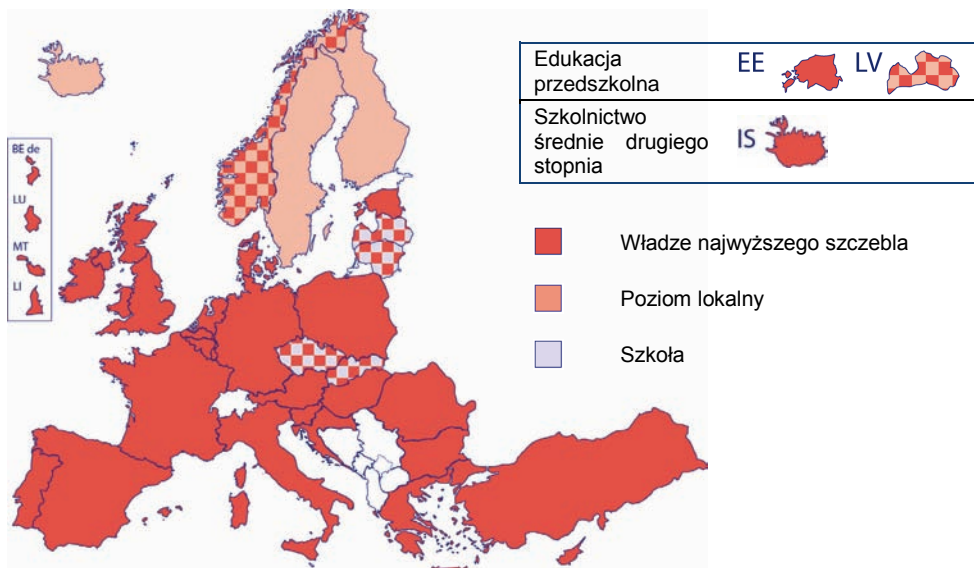 Edukacja
przedszkolna
EE
LV
Szkolnictwo
średnie drugiego
stopnia
IS
BE de
LU
MT
LI
Władze najwyższego szczebla
Poziom lokalny
Szkoła